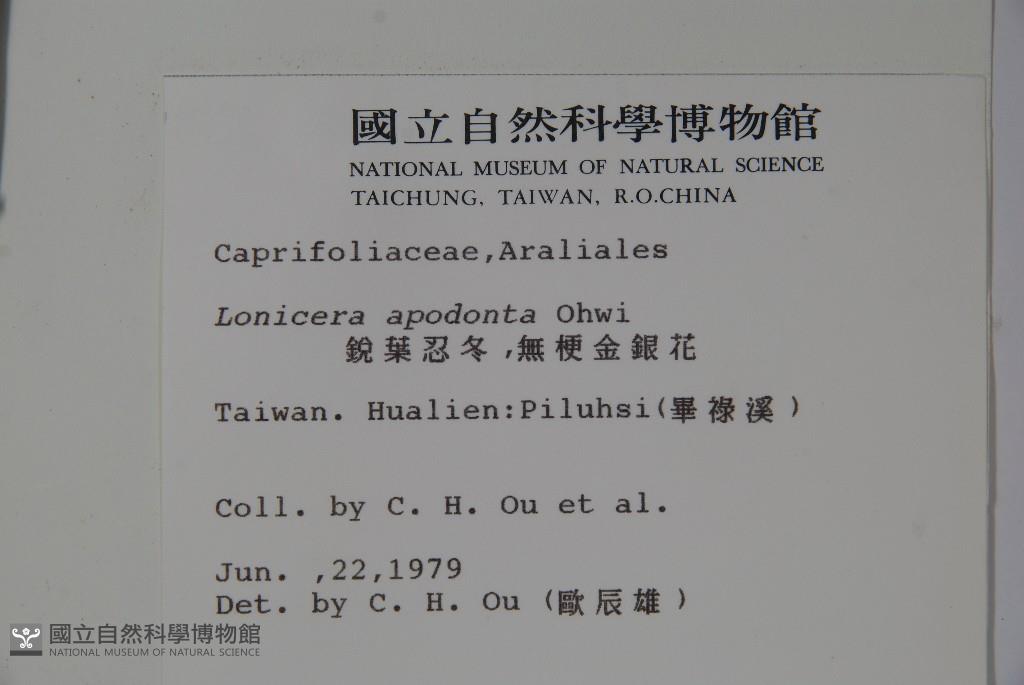 國立自然科學博物館
NATIONAL MUSEUM OF NATURAL SCIENCE
TAICHUNG, TAIWAN, R.O.CHINA
Caprifoliaceae,Araliales
Lonicera apodonta Ohwi
銳葉忍冬,無梗金銀花
Taiwan. Hualien:Piluhsi(畢祿溪)
Coll. by C. H. Ou et al.
Jun. ,22,1979
Det. by C. H. Ou (歐辰雄)
國立自然科學博物館
NATIONAL MUSEUM OF NATURAL SCIENCE